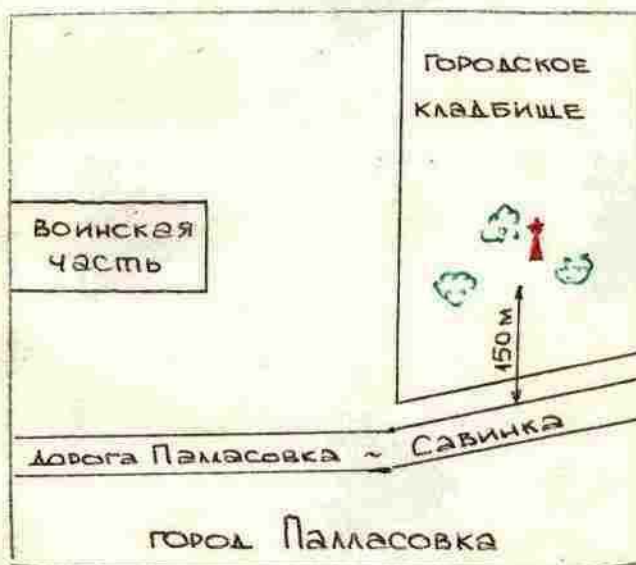 ГОРОДСКОЕ
КЛАДБИЩЕ
ВОИНСКАЯ
ЧАСТЬ
150 м
ДОРОГА ПАЛЛАСОВКА ~ САВИНКА
ГОРОД ПАЛЛАСОВКА